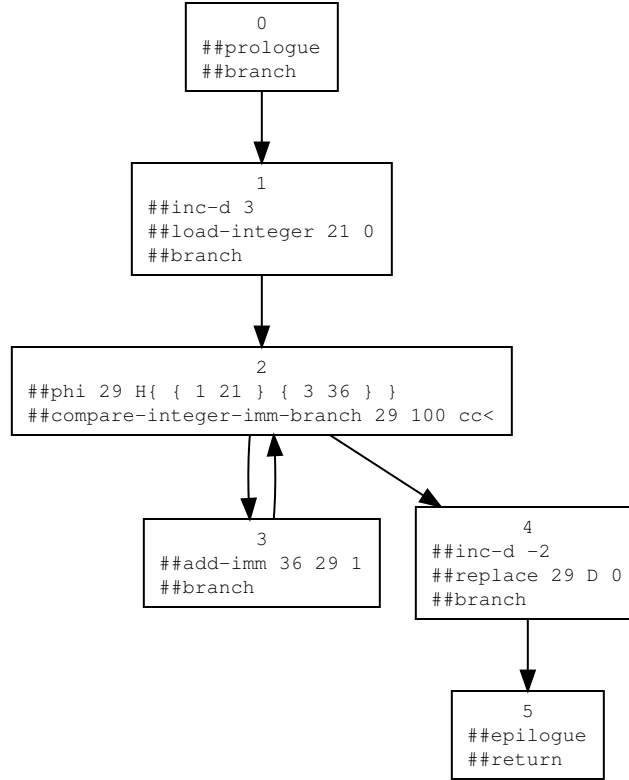 0
##prologue
##branch
1
##inc-d 3
##load-integer 21 0
##branch
2
##phi 29 H{ { 1 21 } { 3 36 } }
##compare-integer-imm-branch 29 100 cc<
3
##add-imm 36 29 1
##branch
4
##inc-d -2
##replace 29 D 0
##branch
5
##epilogue
##return